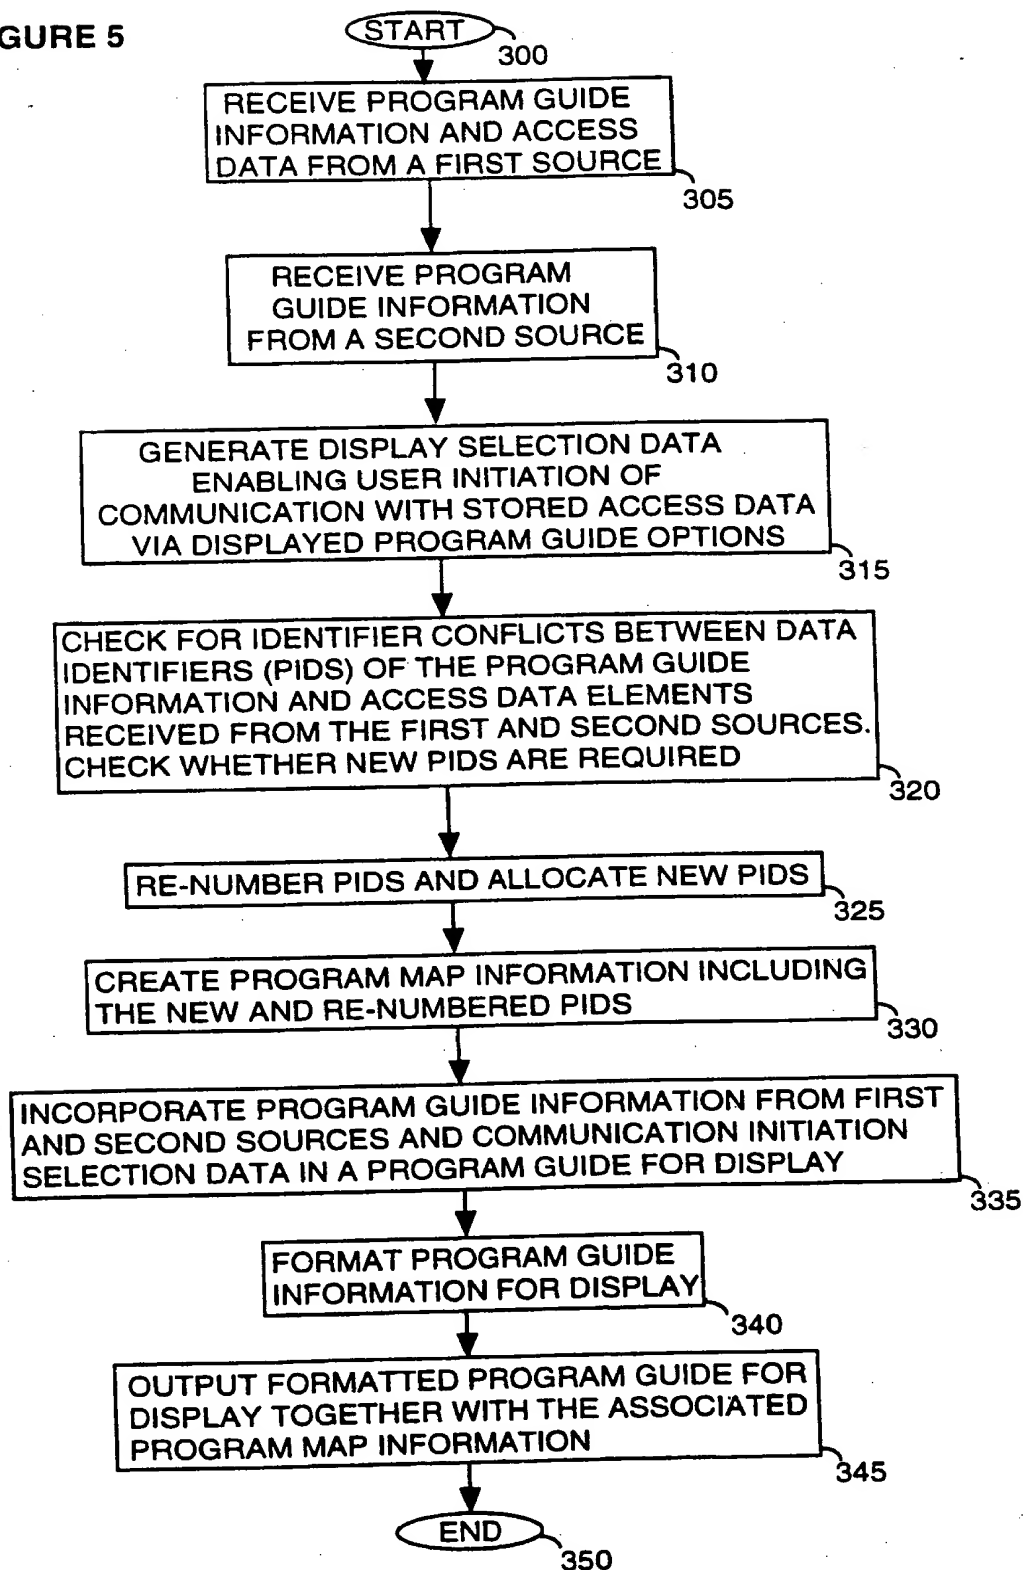 GURE 5
START
300
RECEIVE PROGRAM GUIDE
INFORMATION AND ACCESS
DATA FROM A FIRST SOURCE
305
RECEIVE PROGRAM
GUIDE INFORMATION
FROM A SECOND SOURCE
310
GENERATE DISPLAY SELECTION DATA
ENABLING USER INITIATION OF
COMMUNICATION WITH STORED ACCESS DATA
VIA DISPLAYED PROGRAM GUIDE OPTIONS
315
CHECK FOR IDENTIFIER CONFLICTS BETWEEN DATA
IDENTIFIERS (PIDS) OF THE PROGRAM GUIDE
INFORMATION AND ACCESS DATA ELEMENTS
RECEIVED FROM THE FIRST AND SECOND SOURCES.
CHECK WHETHER NEW PIDS ARE REQUIRED
320
RE-NUMBER PIDS AND ALLOCATE NEW PIDS
325
CREATE PROGRAM MAP INFORMATION INCLUDING
THE NEW AND RE-NUMBERED PIDS
330
INCORPORATE PROGRAM GUIDE INFORMATION FROM FIRST
AND SECOND SOURCES AND COMMUNICATION INITIATION
SELECTION DATA IN A PROGRAM GUIDE FOR DISPLAY
335
FORMAT PROGRAM GUIDE
INFORMATION FOR DISPLAY
340
OUTPUT FORMATTED PROGRAM GUIDE FOR
DISPLAY TOGETHER WITH THE ASSOCIATED
PROGRAM MAP INFORMATION
345
END
350